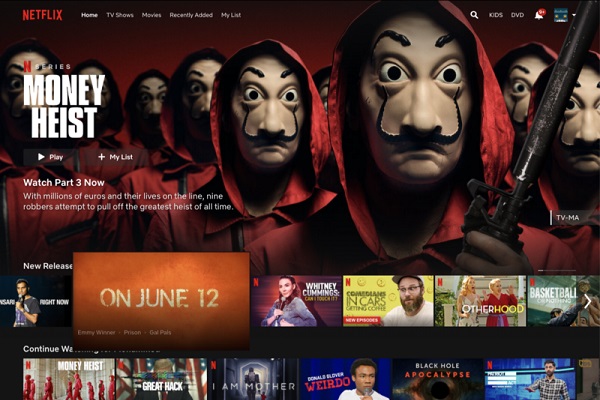 NETFLIX
Home TV Shows Movies Recently Added My List
KIDS DVD
N SERIES
MONEY
HEIST
Play
My List
Watch Part 3 Now
With millions of euros and their lives on the line, nine
robbers attempt to pull off the greatest heist of all time.
TV-MA
New Release
ANSARI
RIGHT NOW
ON JUNE 12
WHITNEY
CUMMINGS:
CAN I TOUCH IT?
COMEDIANS
IN CARS
GETTING COFFEE
NEW EPISODES
OTHERHOOD
BASKETBALL
Emmy Winner · Prison
Continue Watching for
MONEY HEIST
GREAT HACK
I AM MOTHER
DONALD GLOVER
WEIRDO
BLACK HOLE
APOCALYPSE